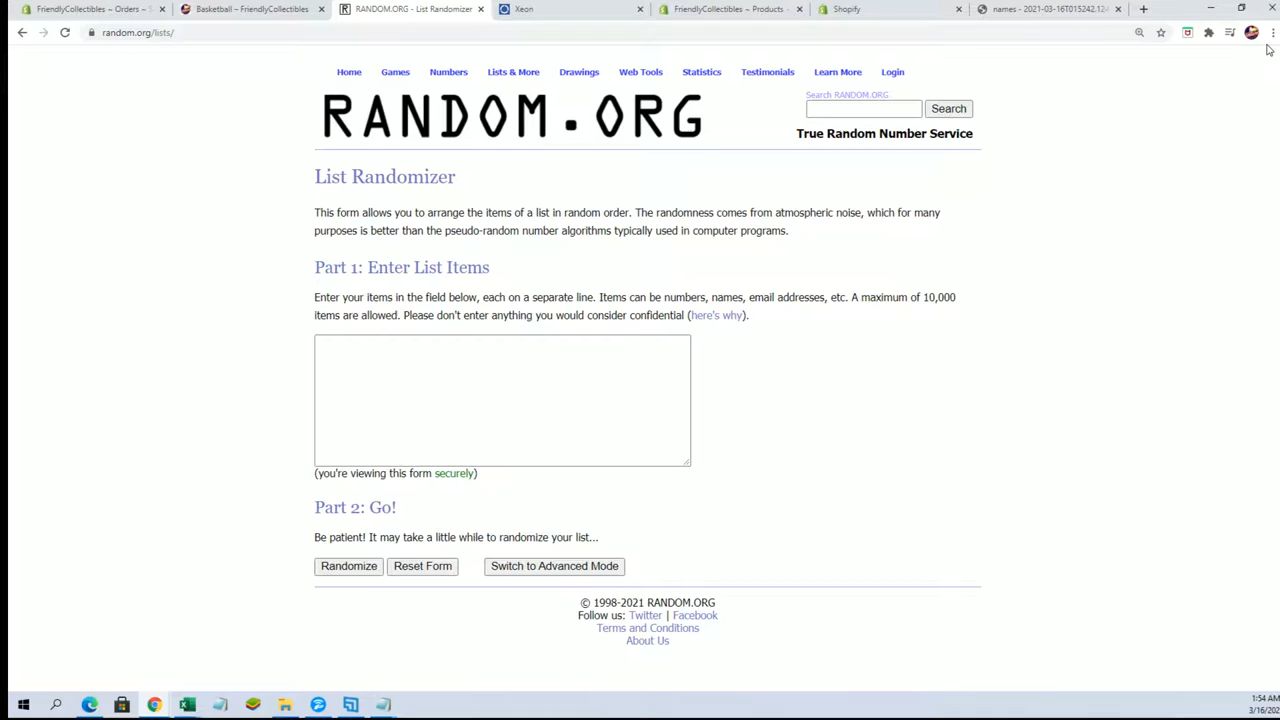 FriendlyCollectibles ~ Orders ~ S
Basketball – FriendlyCollectibles
RANDOM.ORG - List Randomizer
Xeon
FriendlyCollectibles ~ Products ~
Shopify
names - 2021-03-16T015242.124
random.org/lists/
Home Games Numbers Lists & More Drawings Web Tools Statistics Testimonials Learn More Login
RANDOM.ORG
Search RANDOM.ORG
Search
True Random Number Service
List Randomizer
This form allows you to arrange the items of a list in random order. The randomness comes from atmospheric noise, which for many
purposes is better than the pseudo-random number algorithms typically used in computer programs.
Part 1: Enter List Items
Enter your items in the field below, each on a separate line. Items can be numbers, names, email addresses, etc. A maximum of 10,000
items are allowed. Please don't enter anything you would consider confidential (here's why).
(you're viewing this form securely)
Part 2: Go!
Be patient! It may take a little while to randomize your list...
Randomize Reset Form Switch to Advanced Mode
© 1998-2021 RANDOM.ORG
Follow us: Twitter | Facebook
Terms and Conditions
About Us
1:54 AM
3/16/202